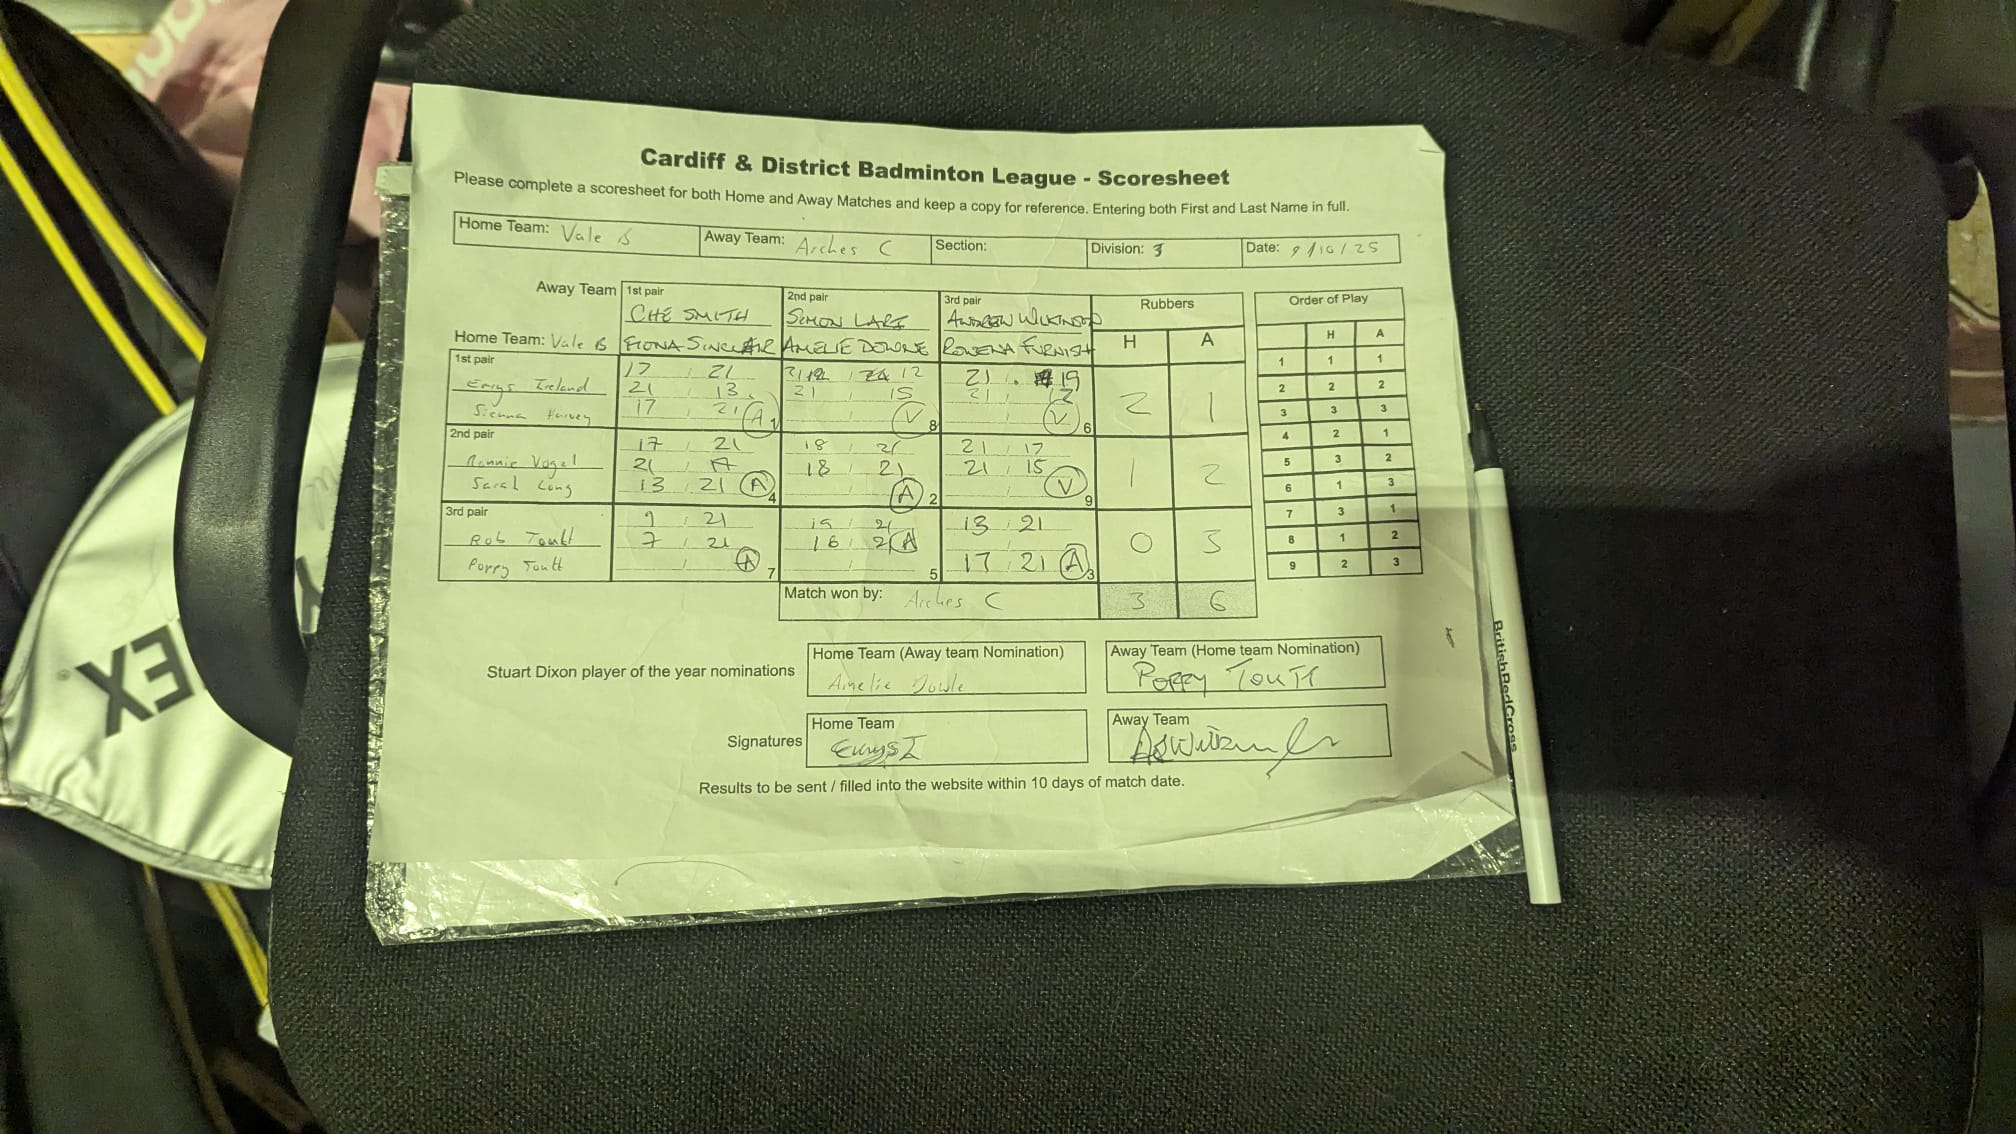 Cardiff & District Badminton League - Scoresheet
Please complete a scoresheet for both Home and Away Matches and keep a copy for reference. Entering both First and Last Name in full.
Home Team: Vale B Away Team: Arches C Section: Division: 3 Date: 9/10/25
Away Team 1st pair 2nd pair 3rd pair Rubbers Order of Play
CHE SMITH SIMON ANDREW WILKINSON
H A
Home Team: Vale B FIONA SINCLAIR AMELIE DOWNE ROWENA FURNISH H A
1st pair 17 21 21 12 21 19
Emrys Ireland 21 13 21 15 21
Sienna Harvey 17 21 A 1 V 8 V 6 2 1
2nd pair 17 21 18 21 21 17
Ronnie Vogel 21 17 18 21 21 15
Sarah Long 13 21 A 4 A 2 V 9 1 2
3rd pair 9 21 19 21 13 21
Rob Toutt 7 21 16 21 A
Poppy Toutt A 7 5 17 21 A 3 0 3
Match won by: Arches C 3 6
1 1 1
2 2 2
3 3 3
4 2 1
5 3 2
6 1 3
7 3 1
8 1 2
9 2 3
Stuart Dixon player of the year nominations
Home Team (Away team Nomination)
Amelie Dowle
Away Team (Home team Nomination)
POPPY TOUTT
Signatures
Home Team
Emrys I
Away Team
Results to be sent / filled into the website within 10 days of match date.
BritishRedCross
EX